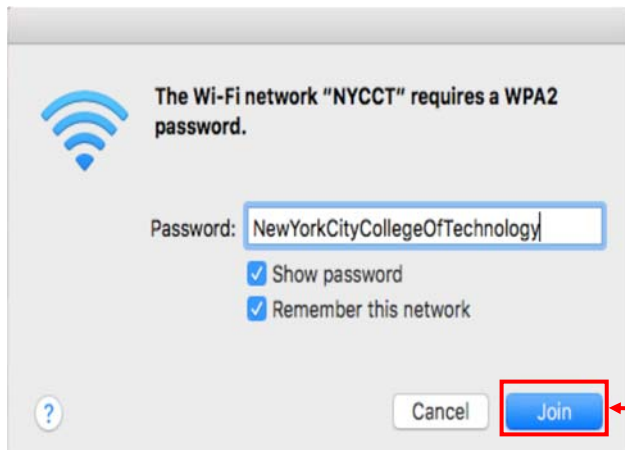 The Wi-Fi network “NYCCT” requires a WPA2
password.
Password: NewYorkCityCollegeOfTechnology
Show password
Remember this network
? Cancel Join